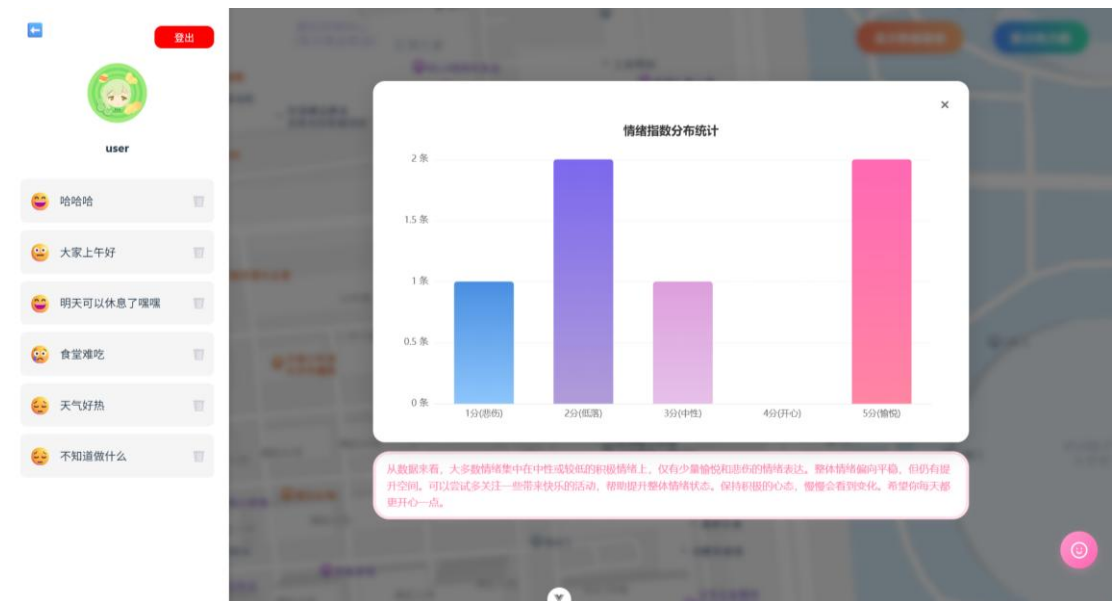 登出
user
哈哈哈
大家上午好
明天可以休息了嘿嘿
食堂难吃
天气好热
不知道做什么
×
情绪指数分布统计
2 条
1.5 条
1 条
0.5 条
0 条
1分(悲伤)
2分(低落)
3分(中性)
4分(开心)
5分(愉悦)
从数据来看，大多数情绪集中在中性或较低的积极情绪上，仅有少量愉悦和悲伤的情绪表达。整体情绪偏向平稳，但仍有提
升空间。可以尝试多关注一些带来快乐的活动，帮助提升整体情绪状态。保持积极的心态，慢慢会看到变化。希望你每天都
更开心一点。